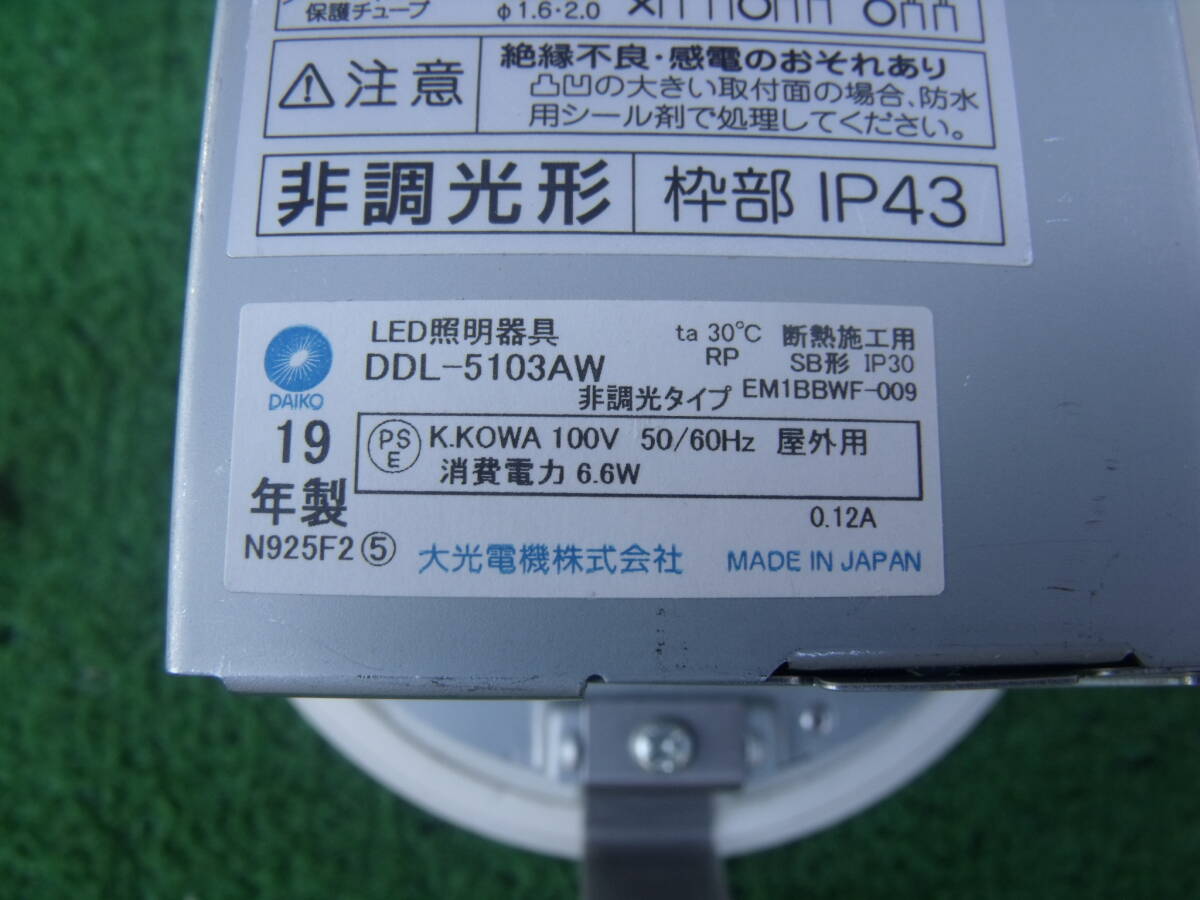 保護チューブ φ1.6・2.0
注意
絶縁不良・感電のおそれあり
凸凹の大きい取付面の場合、防水
用シール剤で処理してください。
非調光形 枠部 IP43
DAIKO
LED照明器具
DDL-5103AW
非調光タイプ
ta 30℃ 断熱施工用
RP SB形 IP30
EM1BBWF-009
19
年製
PS
E
K.KOWA 100V 50/60Hz 屋外用
消費電力 6.6W
0.12A
N925F2⑤
大光電機株式会社 MADE IN JAPAN